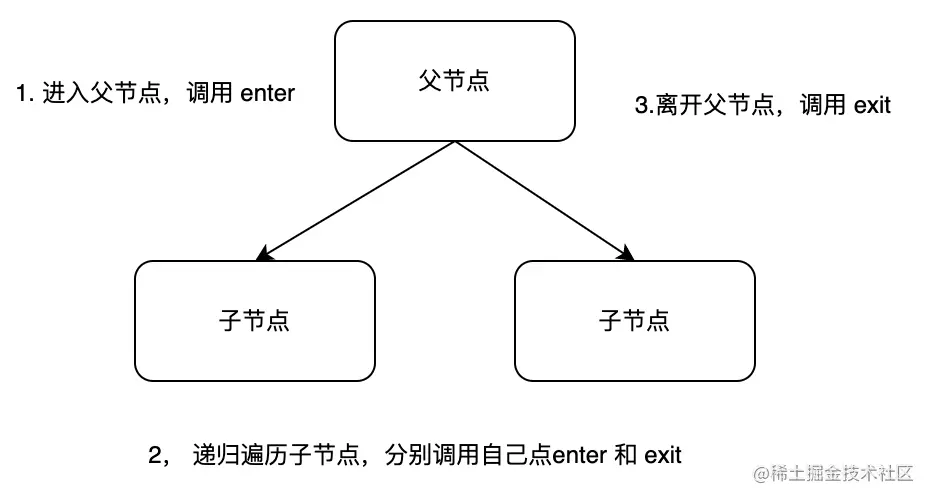 父节点
1. 进入父节点，调用 enter
3.离开父节点，调用 exit
子节点
子节点
2， 递归遍历子节点，分别调用自己点enter 和 exit
@稀土掘金技术社区